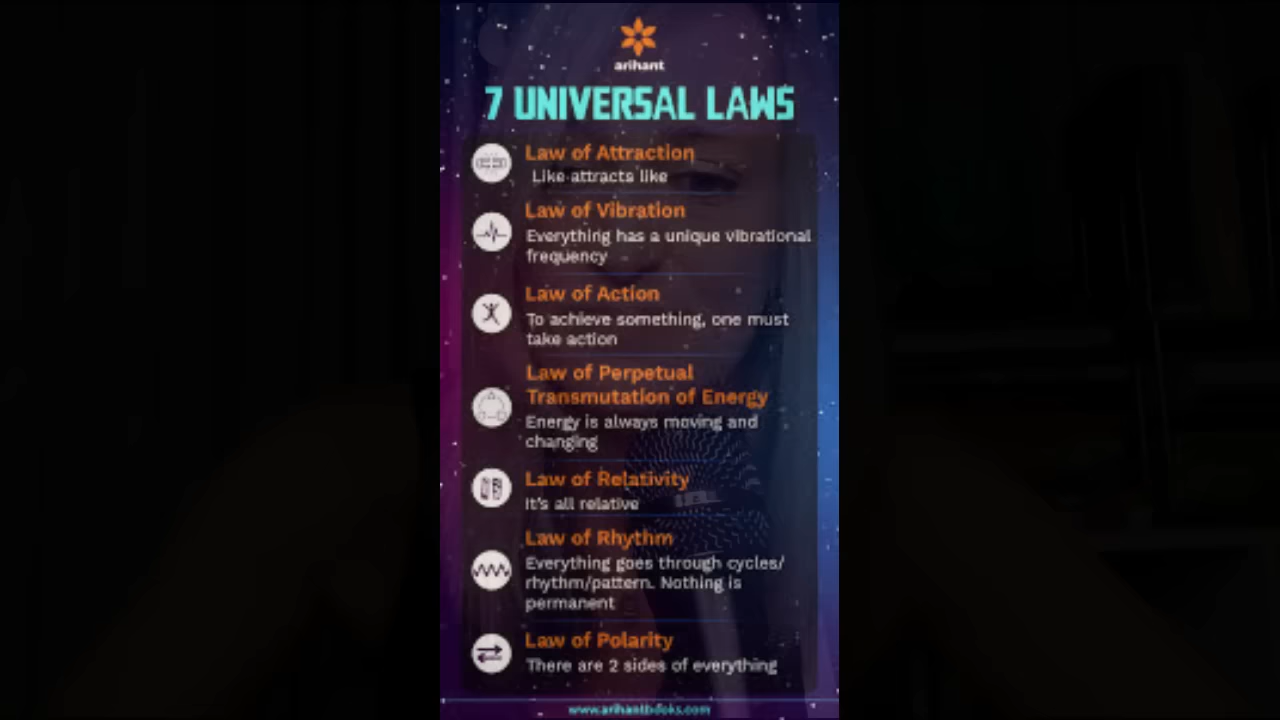 arihant
7 UNIVERSAL LAWS
Law of Attraction
Like attracts like
Law of Vibration
Everything has a unique vibrational
frequency
Law of Action
To achieve something, one must
take action
Law of Perpetual
Transmutation of Energy
Energy is always moving and
changing
Law of Relativity
It's all relative
Law of Rhythm
Everything goes through cycles/
rhythm/pattern. Nothing is
permanent
Law of Polarity
There are 2 sides of everything
www.arihantbooks.com